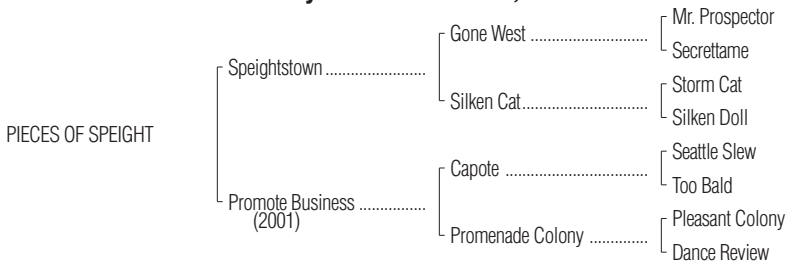 Mr. Prospector
Gone West ..............................
Secrettame
Speightstown .........................
Storm Cat
Silken Cat................................
Silken Doll
PIECES OF SPEIGHT
Seattle Slew
Capote ....................................
Too Bald
Promote Business .................
(2001)
Pleasant Colony
Promenade Colony ...............
Dance Review